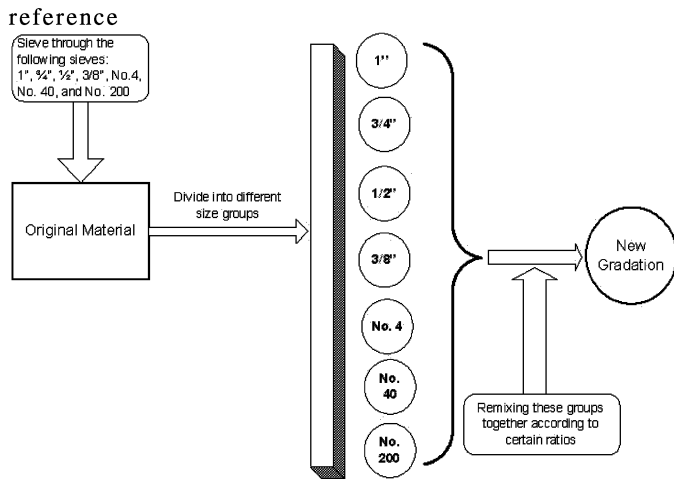 reference
Sieve through the
following sieves:
1", ¾", ½", 3/8", No.4,
No. 40, and No. 200
Original Material
Divide into different
size groups
1"
3/4"
1/2"
3/8"
No. 4
No.
40
No.
200
New
Gradation
Remixing these groups
together according to
certain ratios